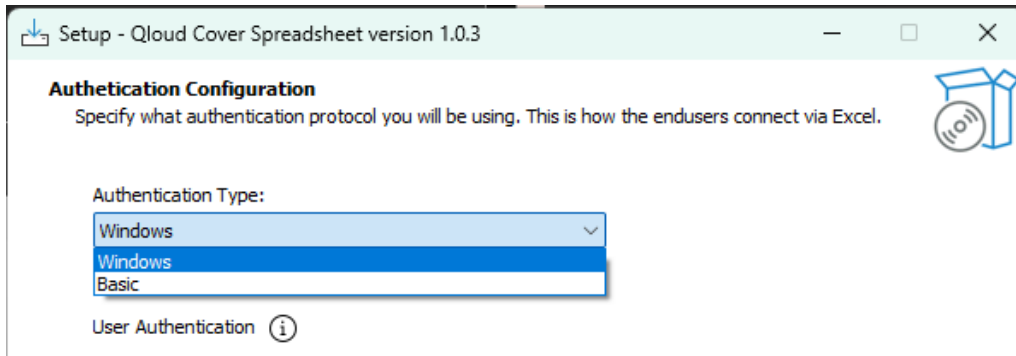 Setup - Qloud Cover Spreadsheet version 1.0.3
Authetication Configuration
Specify what authentication protocol you will be using. This is how the endusers connect via Excel.
Authentication Type:
Windows
Windows
Basic
User Authentication